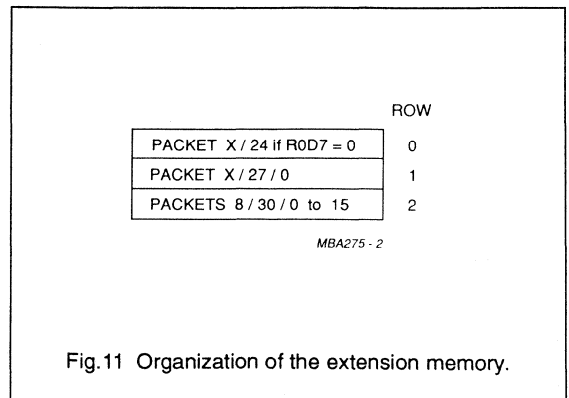 ROW
PACKET X / 24 if R0D7 = 0 0
PACKET X / 27 / 0 1
PACKETS 8 / 30 / 0 to 15 2
MBA275 - 2
Fig.11 Organization of the extension memory.